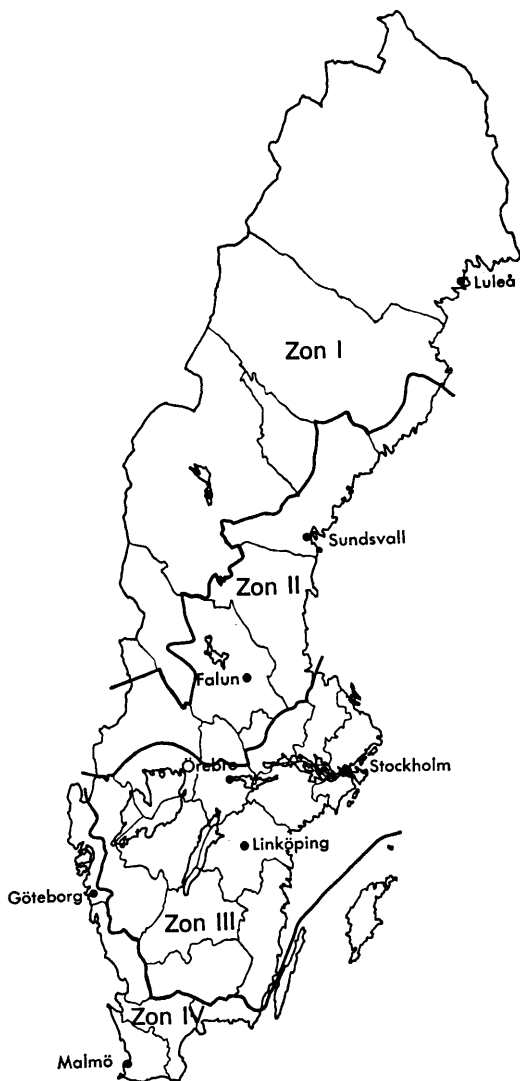 Luleå
Zon I
Sundsvall
Zon II
Falun
Örebro
Stockholm
Linköping
Göteborg
Zon III
Zon IV
Malmö